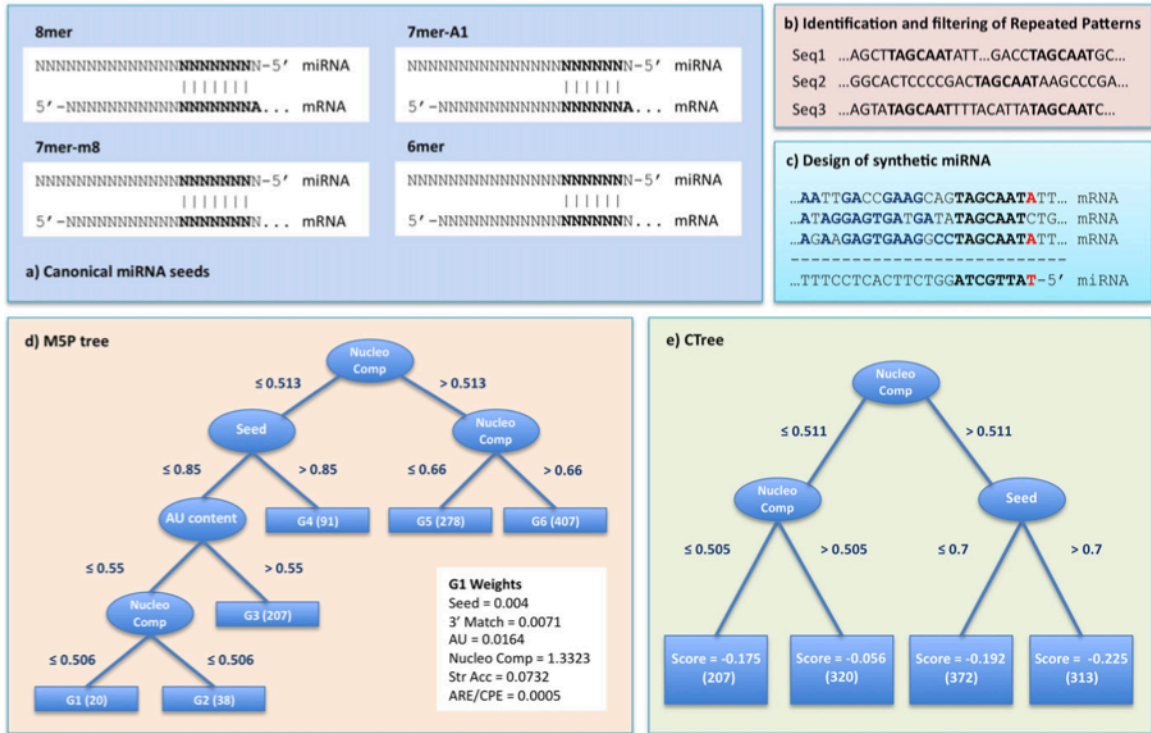 8mer
NNNNNNNNNNNNNNNNNNNNNN-5' miRNA
| | | | | | |
5'-NNNNNNNNNNNNNNNNNNA... mRNA
7mer-A1
NNNNNNNNNNNNNNNNNNNNNN-5' miRNA
| | | | | |
5'-NNNNNNNNNNNNNNNNNNA... mRNA
7mer-m8
NNNNNNNNNNNNNNNNNNNNNN-5' miRNA
| | | | | | |
5'-NNNNNNNNNNNNNNNNNN... mRNA
6mer
NNNNNNNNNNNNNNNNNNNNNN-5' miRNA
| | | | | |
5'-NNNNNNNNNNNNNNNNNN... mRNA
a) Canonical miRNA seeds
b) Identification and filtering of Repeated Patterns
Seq1 ...AGCTTAGCAATATT...GACCTAGCAATGC...
Seq2 ...GGCACTCCCCGACTAGCAATAAGCCCGA...
Seq3 ...AGTATAGCAATTTTACATTATAGCAATC...
c) Design of synthetic miRNA
...AATTGACCGAAGCAGTAGCAATATT... mRNA
...ATAGGAGTGATGATATAGCAATCTG... mRNA
...AGAAGAGTGAAGGCCTAGCAATATT... mRNA
----------------------------
...TTTCCTCACTTCTGGATCGTTAT-5' miRNA
d) M5P tree
Nucleo
Comp
≤ 0.513
> 0.513
Seed
Nucleo
Comp
≤ 0.85
> 0.85
≤ 0.66
> 0.66
AU content
G4 (91)
G5 (278)
G6 (407)
≤ 0.55
> 0.55
Nucleo
Comp
G3 (207)
≤ 0.506
≤ 0.506
G1 (20)
G2 (38)
G1 Weights
Seed = 0.004
3' Match = 0.0071
AU = 0.0164
Nucleo Comp = 1.3323
Str Acc = 0.0732
ARE/CPE = 0.0005
e) CTree
Nucleo
Comp
≤ 0.511
> 0.511
Nucleo
Comp
Seed
≤ 0.505
> 0.505
≤ 0.7
> 0.7
Score = -0.175
(207)
Score = -0.056
(320)
Score = -0.192
(372)
Score = -0.225
(313)